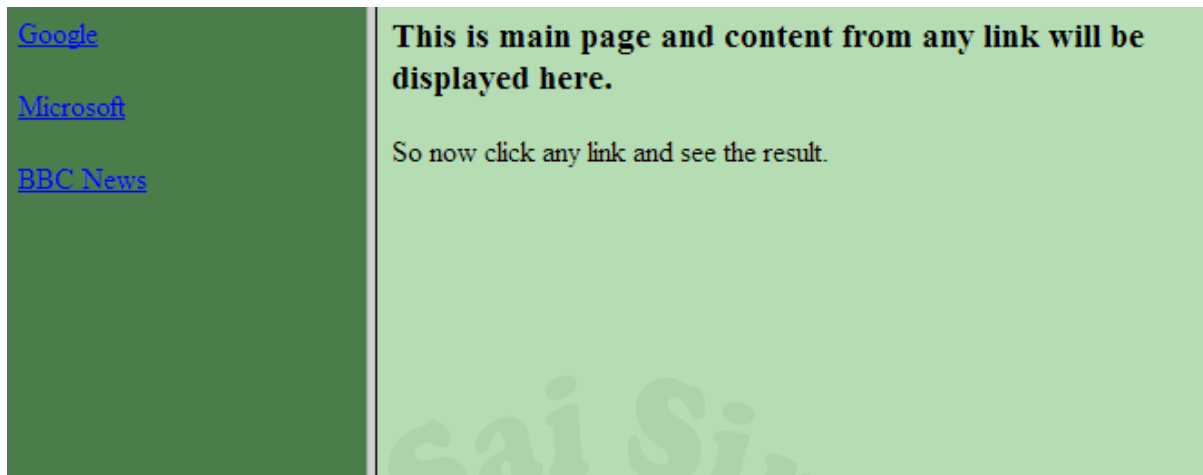 Google
Microsoft
BBC News
This is main page and content from any link will be
displayed here.
So now click any link and see the result.
Sai